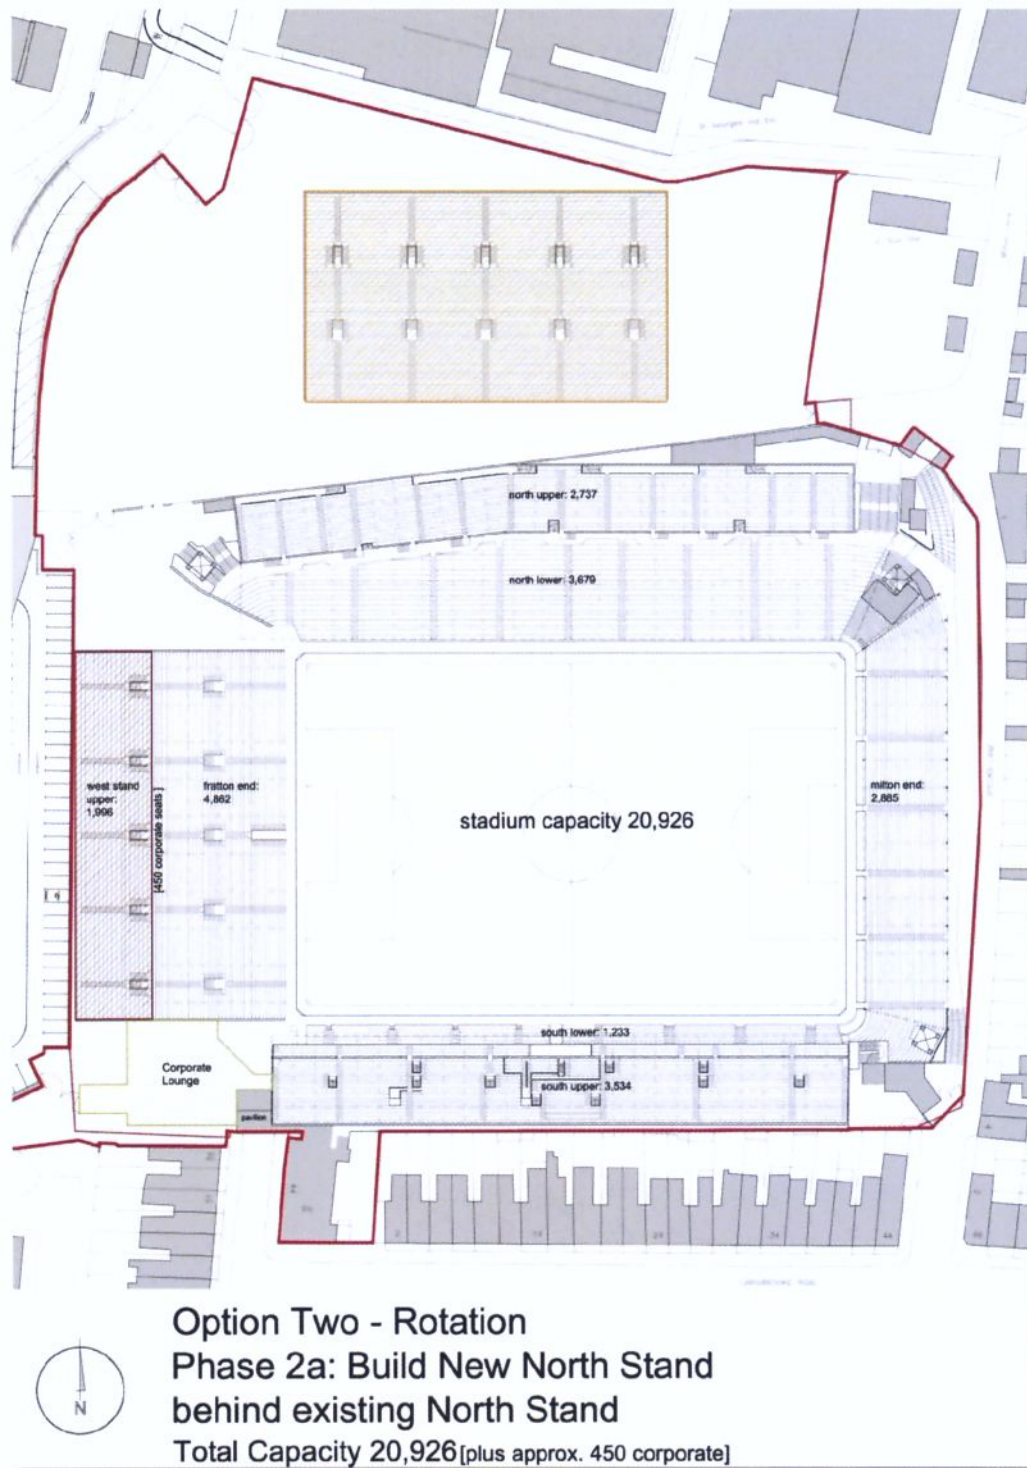 north upper: 2,737
north lower: 3,679
west stand
upper:
1,996
[450 corporate seats ]
fratton end:
4,862
stadium capacity 20,926
milton end:
2,885
south lower: 1,233
Corporate
Lounge
south upper: 3,534
pavilion
Option Two - Rotation
Phase 2a: Build New North Stand
behind existing North Stand
Total Capacity 20,926 [plus approx. 450 corporate]
N